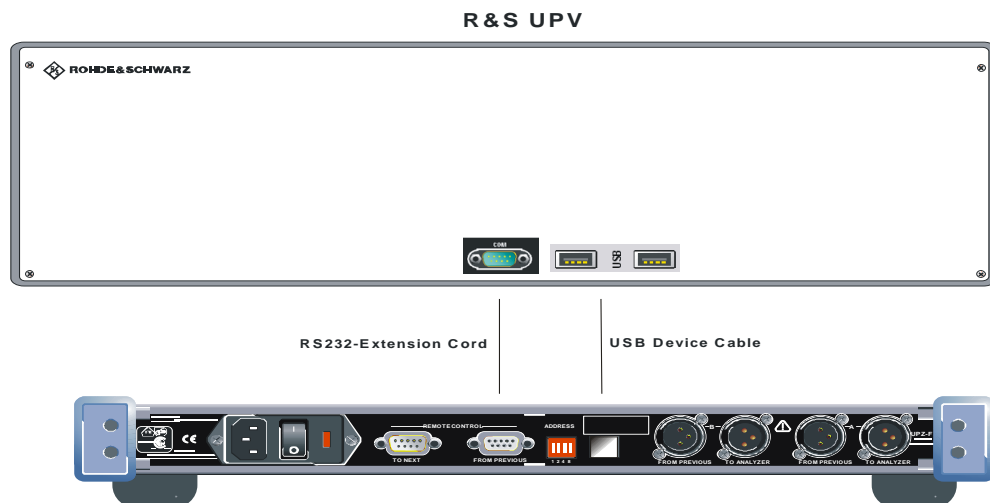 R&S UPV
ROHDE&SCHWARZ
COM
USB
RS232-Extension Cord
USB Device Cable
REMOTE CONTROL
ADDRESS
B
A
CE
TO NEXT
FROM PREVIOUS
1 2 4 8
FROM PREVIOUS
TO ANALYZER
FROM PREVIOUS
TO ANALYZER